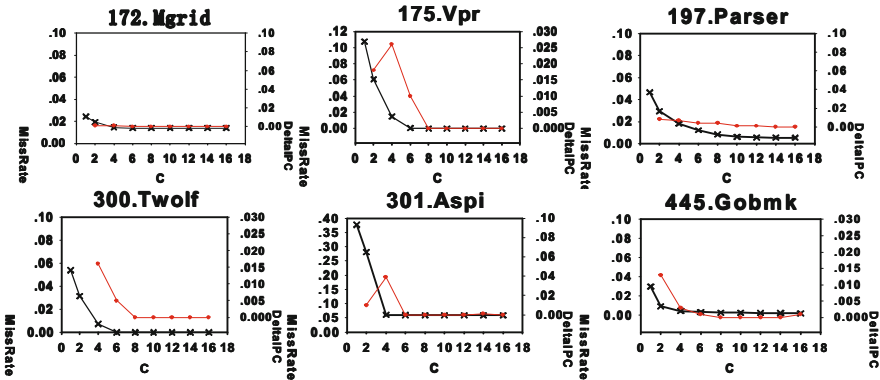 172.Mgrid
175.Vpr
197.Parser
.10
.08
.06
.04
.02
0.00
.10
.08
.06
.04
.02
0.00
0 2 4 6 8 10 12 14 16 18
C
MissRate
DeltaIPC
.12
.10
.08
.06
.04
.02
0.00
.030
.025
.020
.015
.010
.005
0.000
0 2 4 6 8 10 12 14 16 18
C
MissRate
DeltaIPC
.10
.08
.06
.04
.02
0.00
.10
.08
.06
.04
.02
0.00
0 2 4 6 8 10 12 14 16 18
C
MissRate
DeltaIPC
300.Twolf
301.Aspi
445.Gobmk
.10
.08
.06
.04
.02
0.00
.030
.025
.020
.015
.010
.005
0.000
0 2 4 6 8 10 12 14 16 18
C
MissRate
DeltaIPC
.40
.35
.30
.25
.20
.15
.10
.05
0.00
.10
.08
.06
.04
.02
0.00
0 2 4 6 8 10 12 14 16 18
C
MissRate
DeltaIPC
.10
.08
.06
.04
.02
0.00
.030
.025
.020
.015
.010
.005
0.000
0 2 4 6 8 10 12 14 16 18
C
MissRate
DeltaIPC